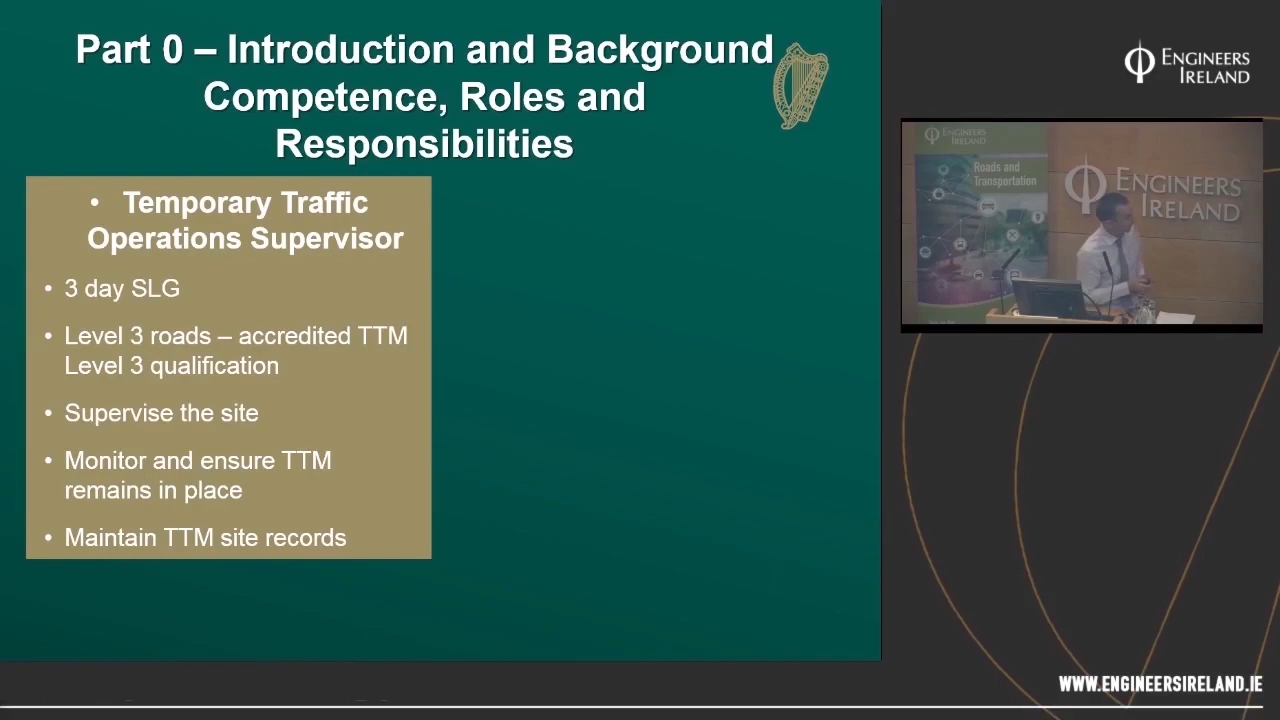 Part 0 – Introduction and Background
Competence, Roles and
Responsibilities
• Temporary Traffic
Operations Supervisor
• 3 day SLG
• Level 3 roads – accredited TTM
Level 3 qualification
• Supervise the site
• Monitor and ensure TTM
remains in place
• Maintain TTM site records
ENGINEERS
IRELAND
ENGINEERS
IRELAND
Roads and
Transportation
ENGINEERS
IRELAND
WWW.ENGINEERSIRELAND.IE